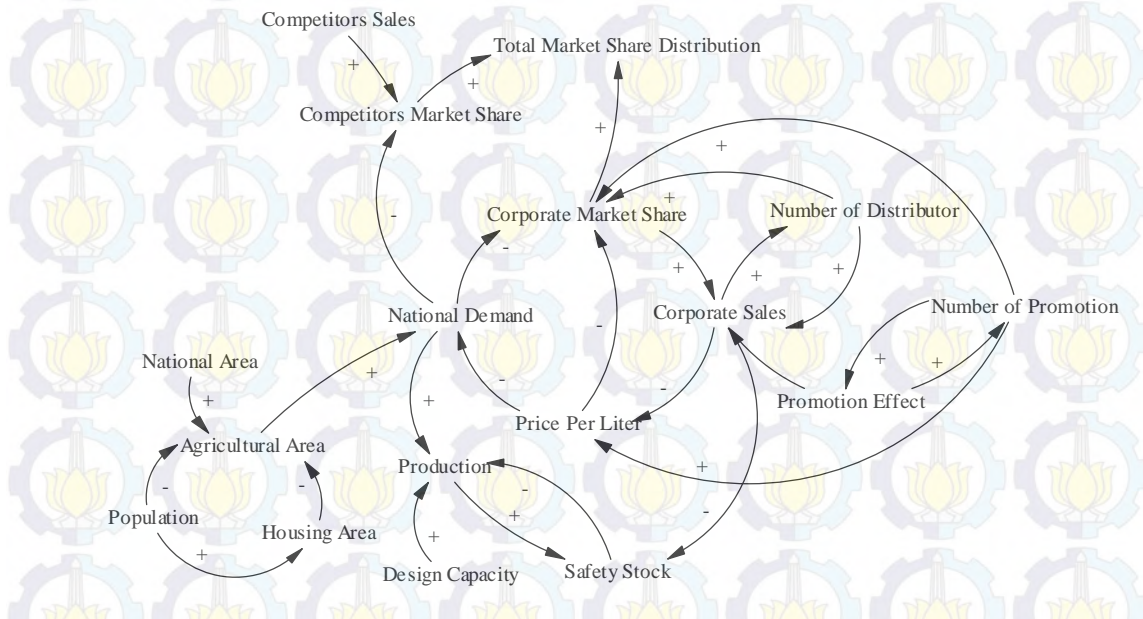 Competitors Sales
Total Market Share Distribution
+
+
Competitors Market Share
+
+
+
Corporate Market Share
Number of Distributor
-
-
+
+
+
National Demand
Corporate Sales
Number of Promotion
-
National Area
+
-
-
+
+
+
+
Promotion Effect
Price Per Liter
Agricultural Area
Production
+
-
-
-
+
-
Population
Housing Area
+
+
Design Capacity
Safety Stock